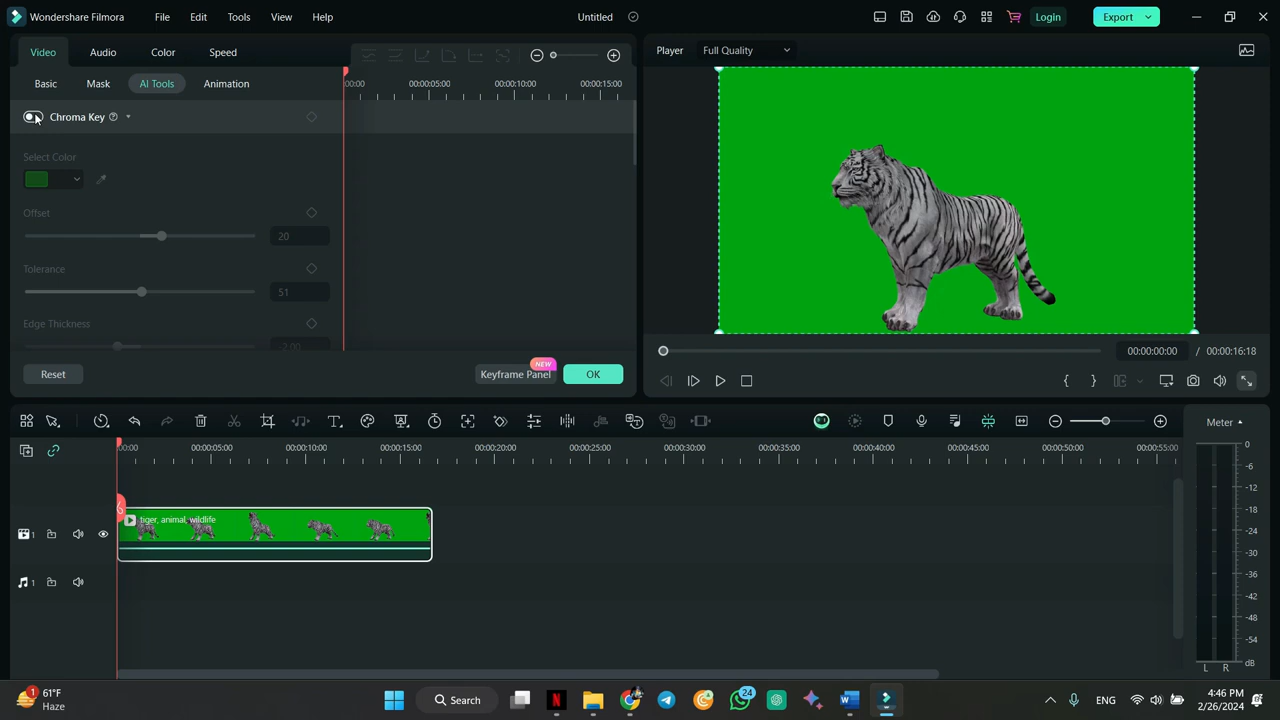 Wondershare Filmora File Edit Tools View Help Untitled Login Export
Video Audio Color Speed
Basic Mask AI Tools Animation
00:00 00:00:05:00 00:00:10:00 00:00:15:00
Chroma Key
Select Color
Offset
20
Tolerance
51
Edge Thickness
-2.00
Reset Keyframe Panel NEW OK
Player Full Quality
00:00:00:00 / 00:00:16:18
Meter
:00:00 00:00:05:00 00:00:10:00 00:00:15:00 00:00:20:00 00:00:25:00 00:00:30:00 00:00:35:00 00:00:40:00 00:00:45:00 00:00:50:00 00:00:55:00
tiger, animal, wildlife
1
1
0
-6
-12
-18
-24
-30
-36
-42
-48
-54
dB
L R
1
61°F
Haze
Search
24
ENG
4:46 PM
2/26/2024